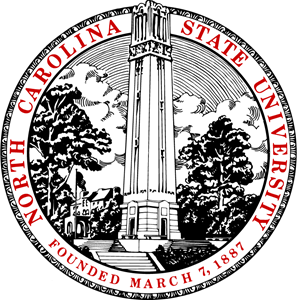 NORTH CAROLINA STATE UNIVERSITY
FOUNDED MARCH 7, 1887